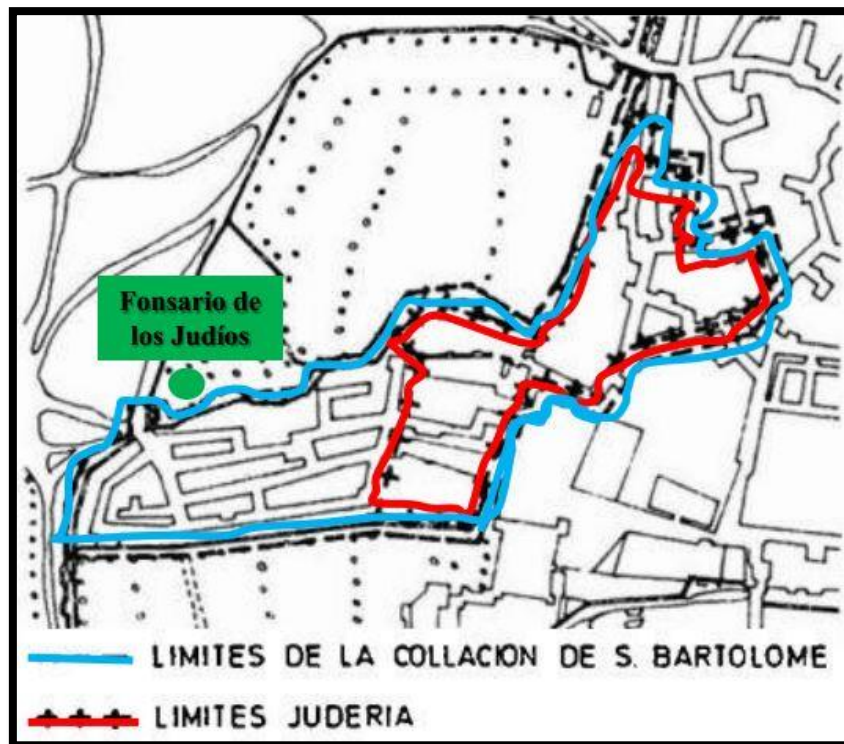 Fonsario de
los Judíos
LIMITES DE LA COLLACION DE S. BARTOLOME
LIMITES JUDERIA